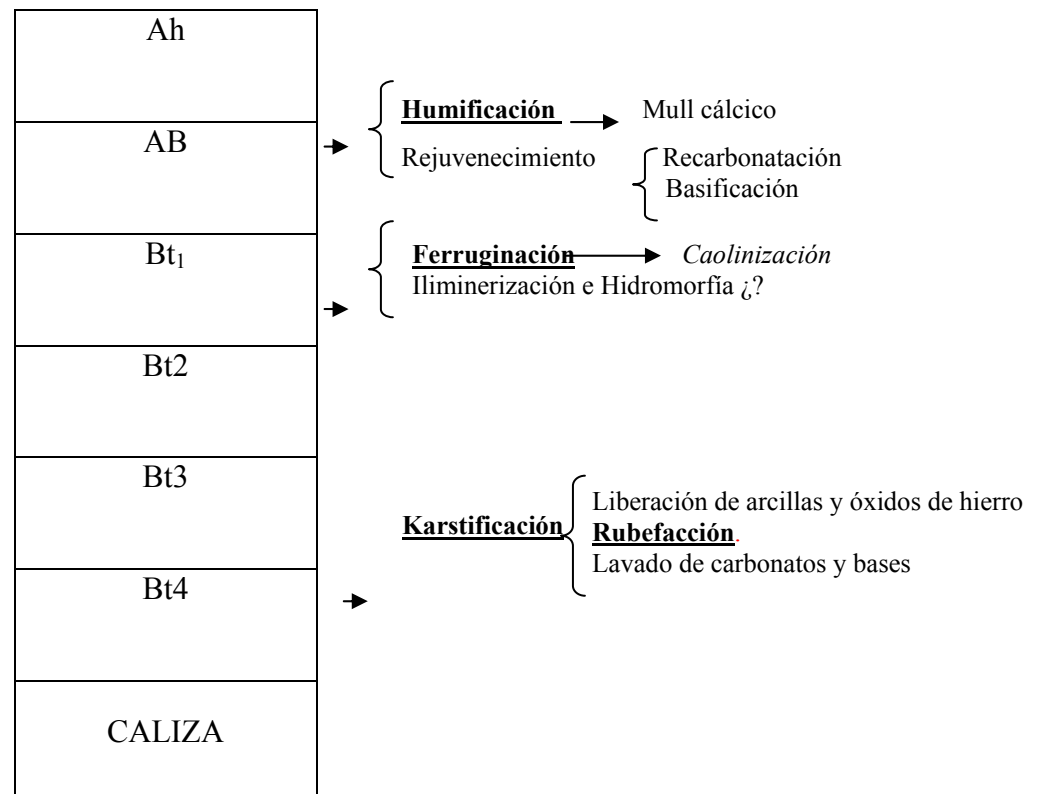 Ah
Humificación
Mull cálcico
AB
Rejuvenecimiento
Recarbonatación
Basificación
Bt1
Ferruginación
Caolinización
Iliminerización e Hidromorfía ¿?
Bt2
Bt3
Karstificación
Liberación de arcillas y óxidos de hierro
Rubefacción.
Lavado de carbonatos y bases
Bt4
CALIZA